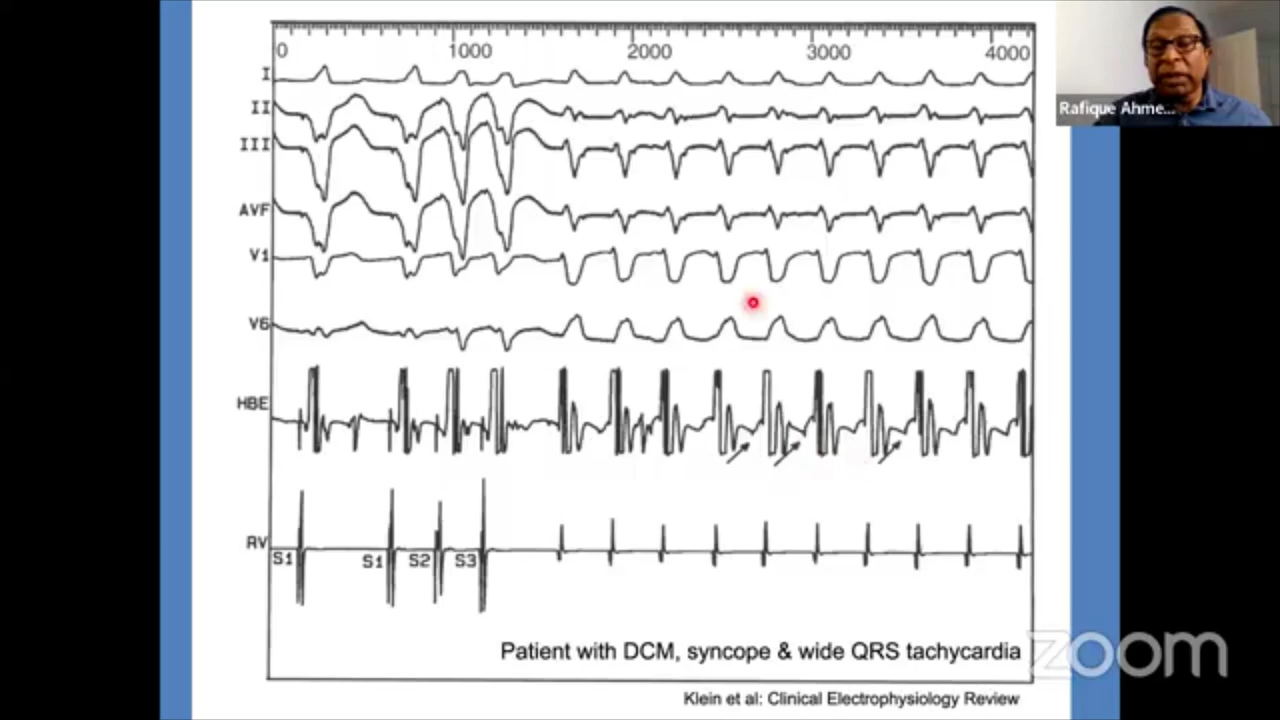 0 1000 2000 3000 4000
I
II
III
AVF
V1
V6
HBE
RV
S1 S1 S2 S3
Patient with DCM, syncope & wide QRS tachycardia
Klein et al: Clinical Electrophysiology Review
Rafique Ahme...
zoom